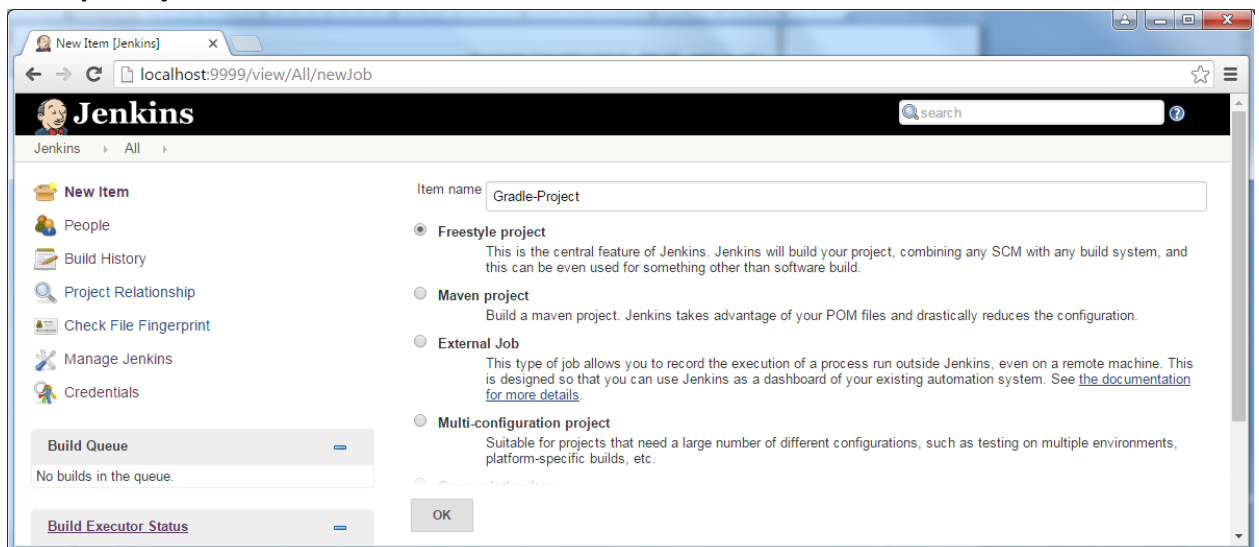 New Item [Jenkins]
localhost:9999/view/All/newJob
Jenkins
search
Jenkins
All
New Item
People
Build History
Project Relationship
Check File Fingerprint
Manage Jenkins
Credentials
Build Queue
No builds in the queue.
Build Executor Status
Item name
Gradle-Project
Freestyle project
This is the central feature of Jenkins. Jenkins will build your project, combining any SCM with any build system, and
this can be even used for something other than software build.
Maven project
Build a maven project. Jenkins takes advantage of your POM files and drastically reduces the configuration.
External Job
This type of job allows you to record the execution of a process run outside Jenkins, even on a remote machine. This
is designed so that you can use Jenkins as a dashboard of your existing automation system. See the documentation
for more details.
Multi-configuration project
Suitable for projects that need a large number of different configurations, such as testing on multiple environments,
platform-specific builds, etc.
OK